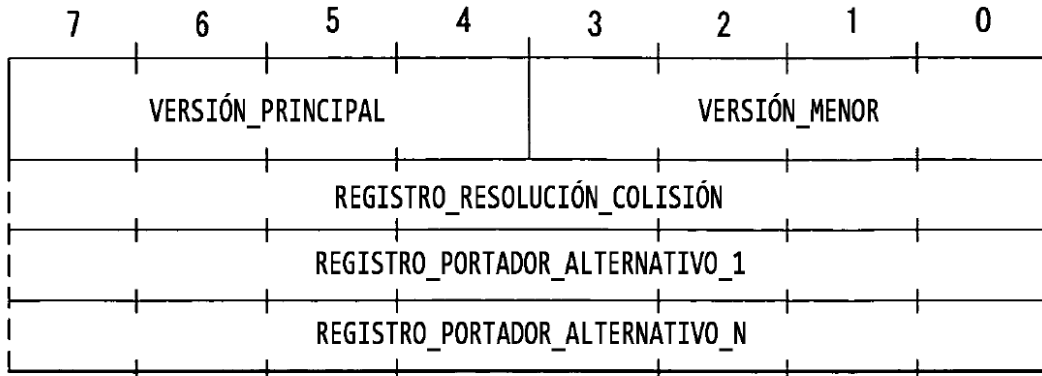 7 6 5 4 3 2 1 0
VERSIÓN_PRINCIPAL VERSIÓN_MENOR
REGISTRO_RESOLUCIÓN_COLISIÓN
REGISTRO_PORTADOR_ALTERNATIVO_1
REGISTRO_PORTADOR_ALTERNATIVO_N